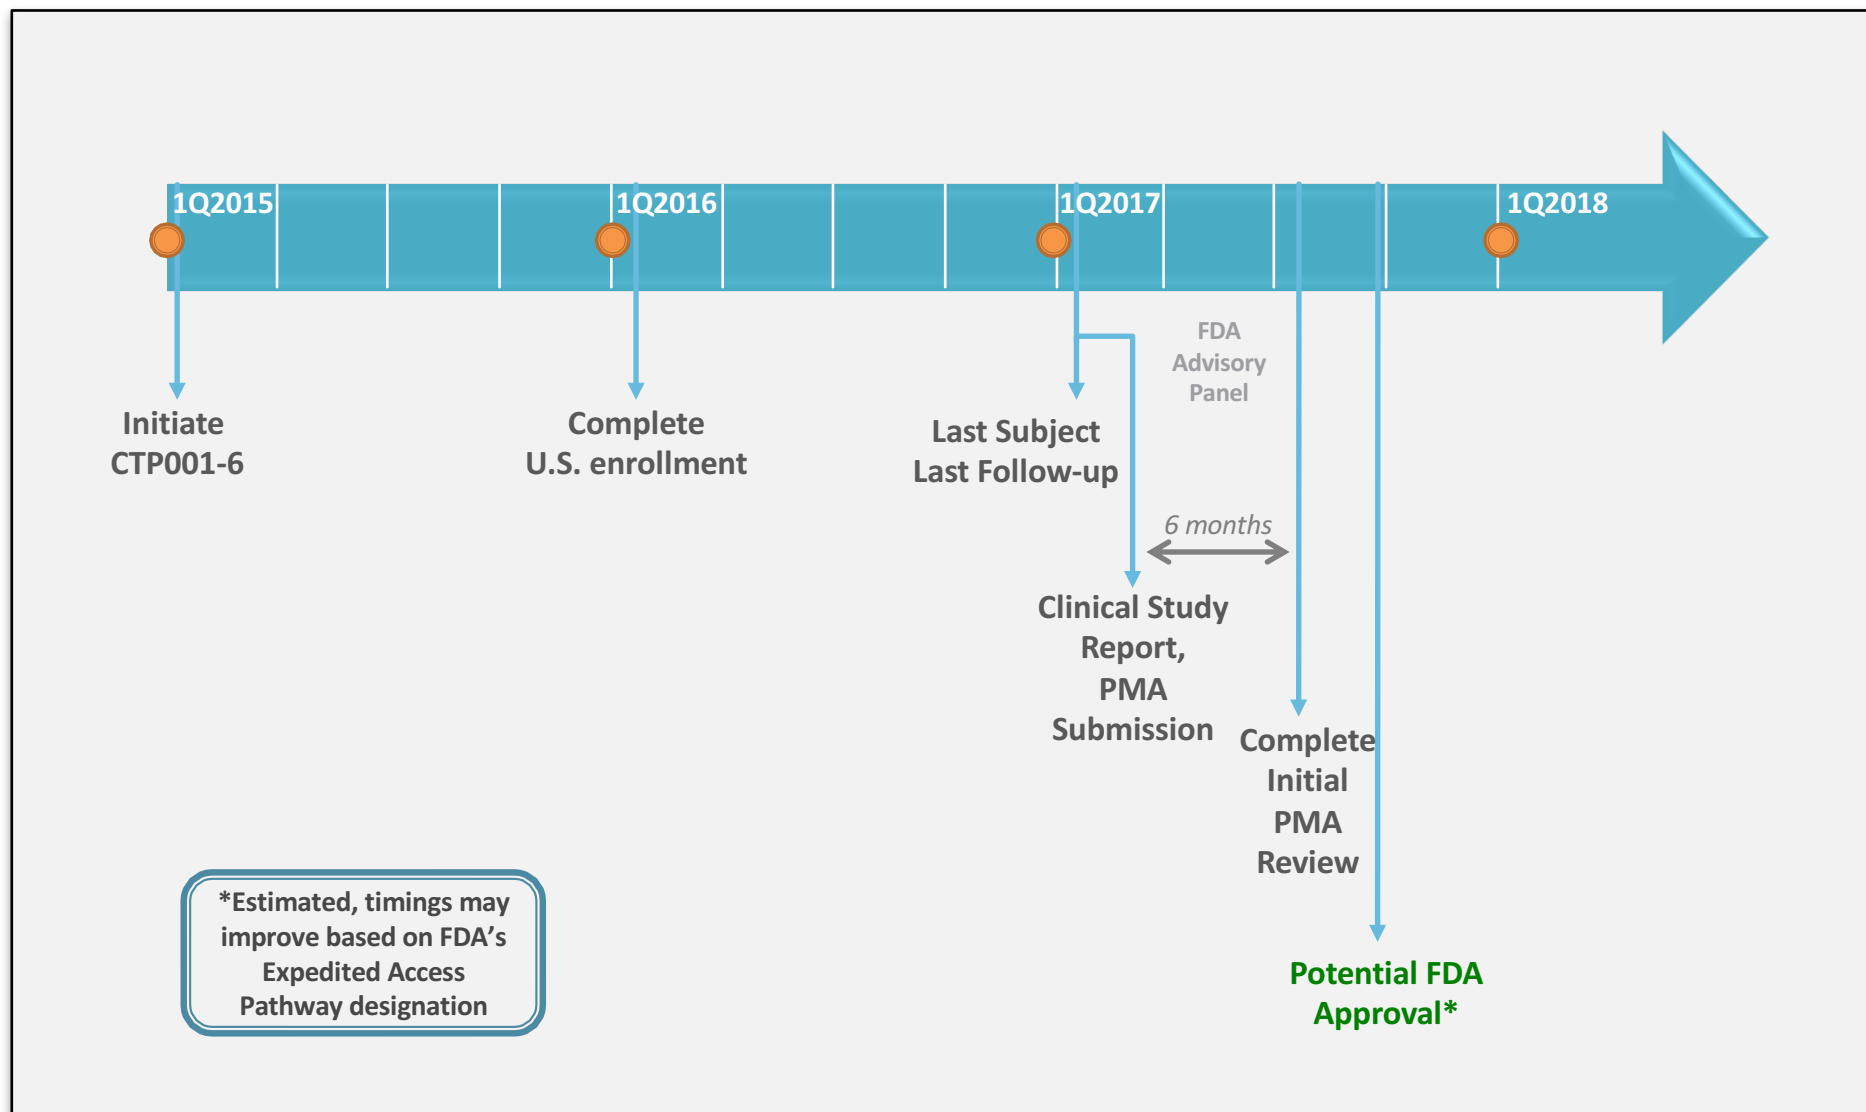 1Q2015
1Q2016
1Q2017
1Q2018
Initiate
CTP001-6
Complete
U.S. enrollment
Last Subject
Last Follow-up
FDA
Advisory
Panel
6 months
Clinical Study
Report,
PMA
Submission
Complete
Initial
PMA
Review
Potential FDA
Approval*
*Estimated, timings may
improve based on FDA’s
Expedited Access
Pathway designation